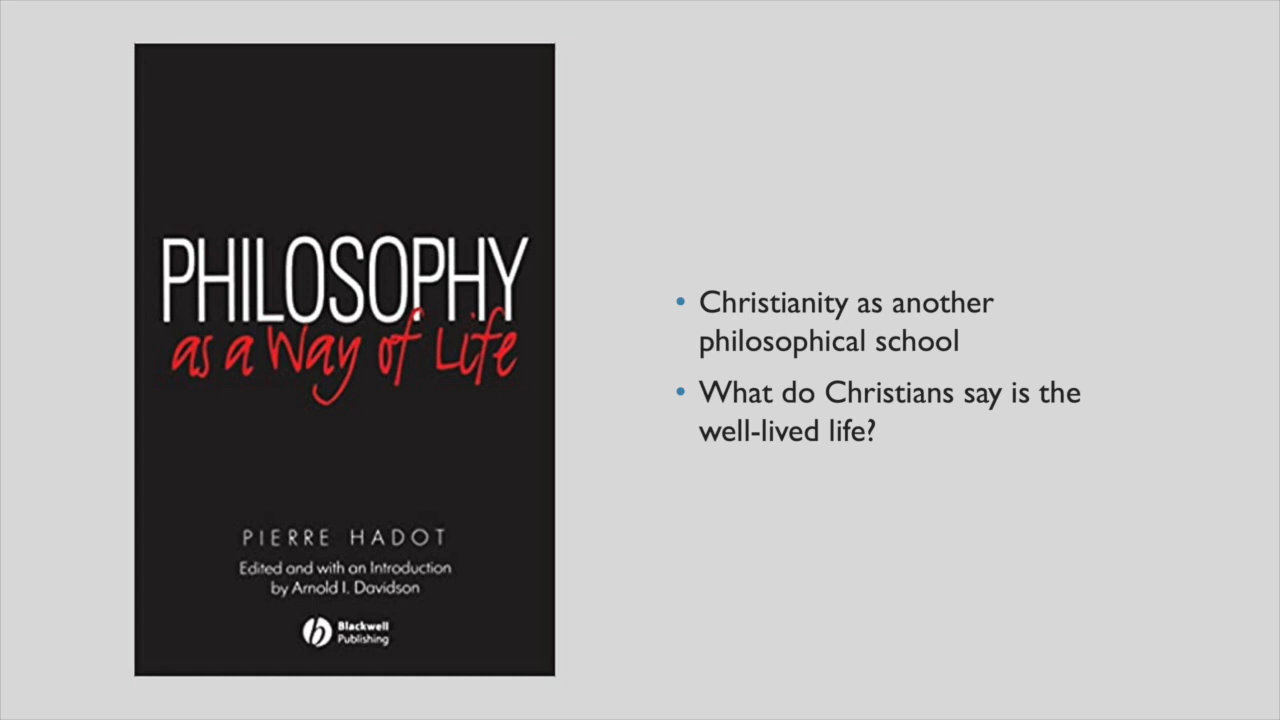 PHILOSOPHY
as a Way of Life
PIERRE HADOT
Edited and with an Introduction
by Arnold I. Davidson
b Blackwell
Publishing
• Christianity as another
philosophical school
• What do Christians say is the
well-lived life?